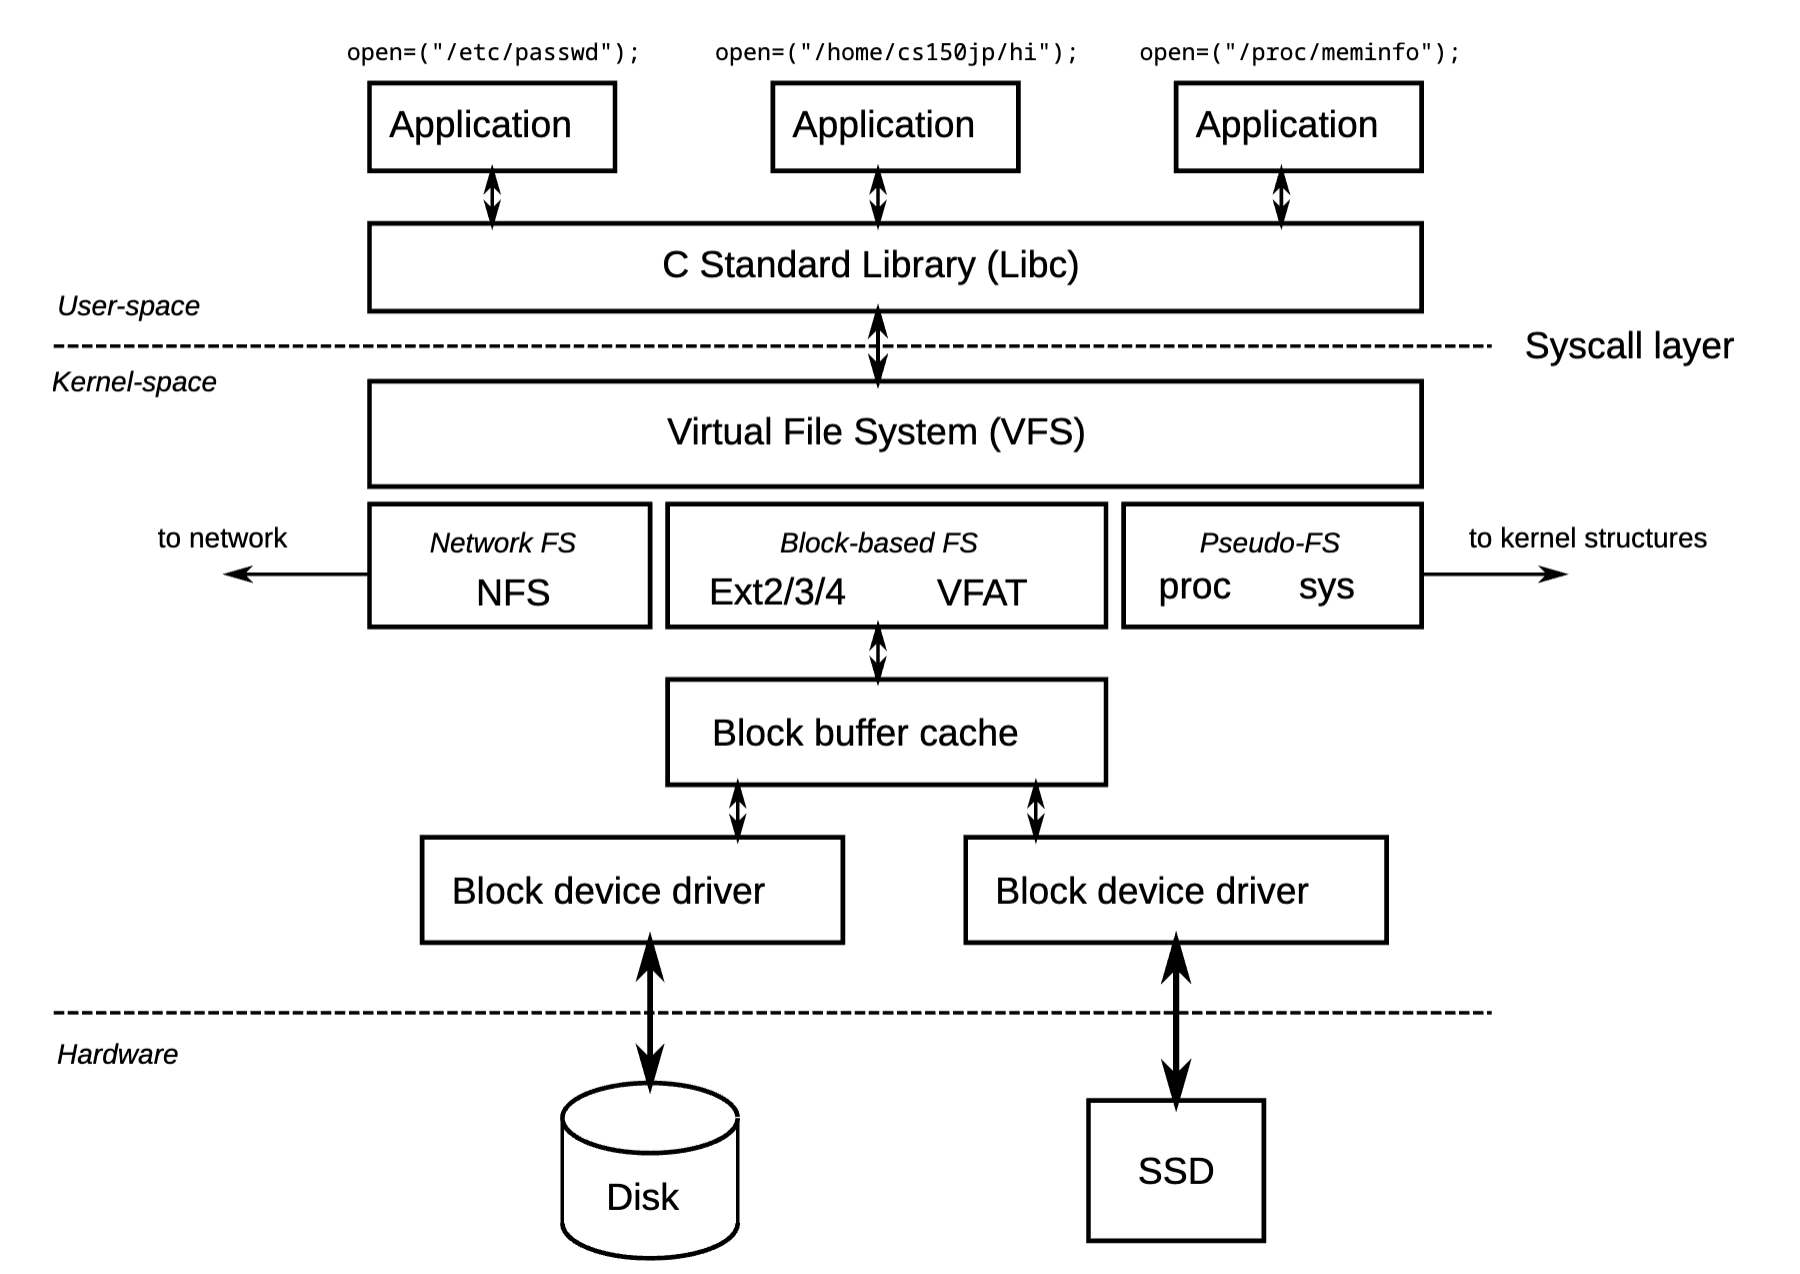 open=("/etc/passwd");
open=("/home/cs150jp/hi");
open=("/proc/meminfo");
Application
Application
Application
C Standard Library (Libc)
User-space
Syscall layer
Kernel-space
Virtual File System (VFS)
to network
Network FS
NFS
Block-based FS
Ext2/3/4 VFAT
Pseudo-FS
proc sys
to kernel structures
Block buffer cache
Block device driver
Block device driver
Hardware
Disk
SSD